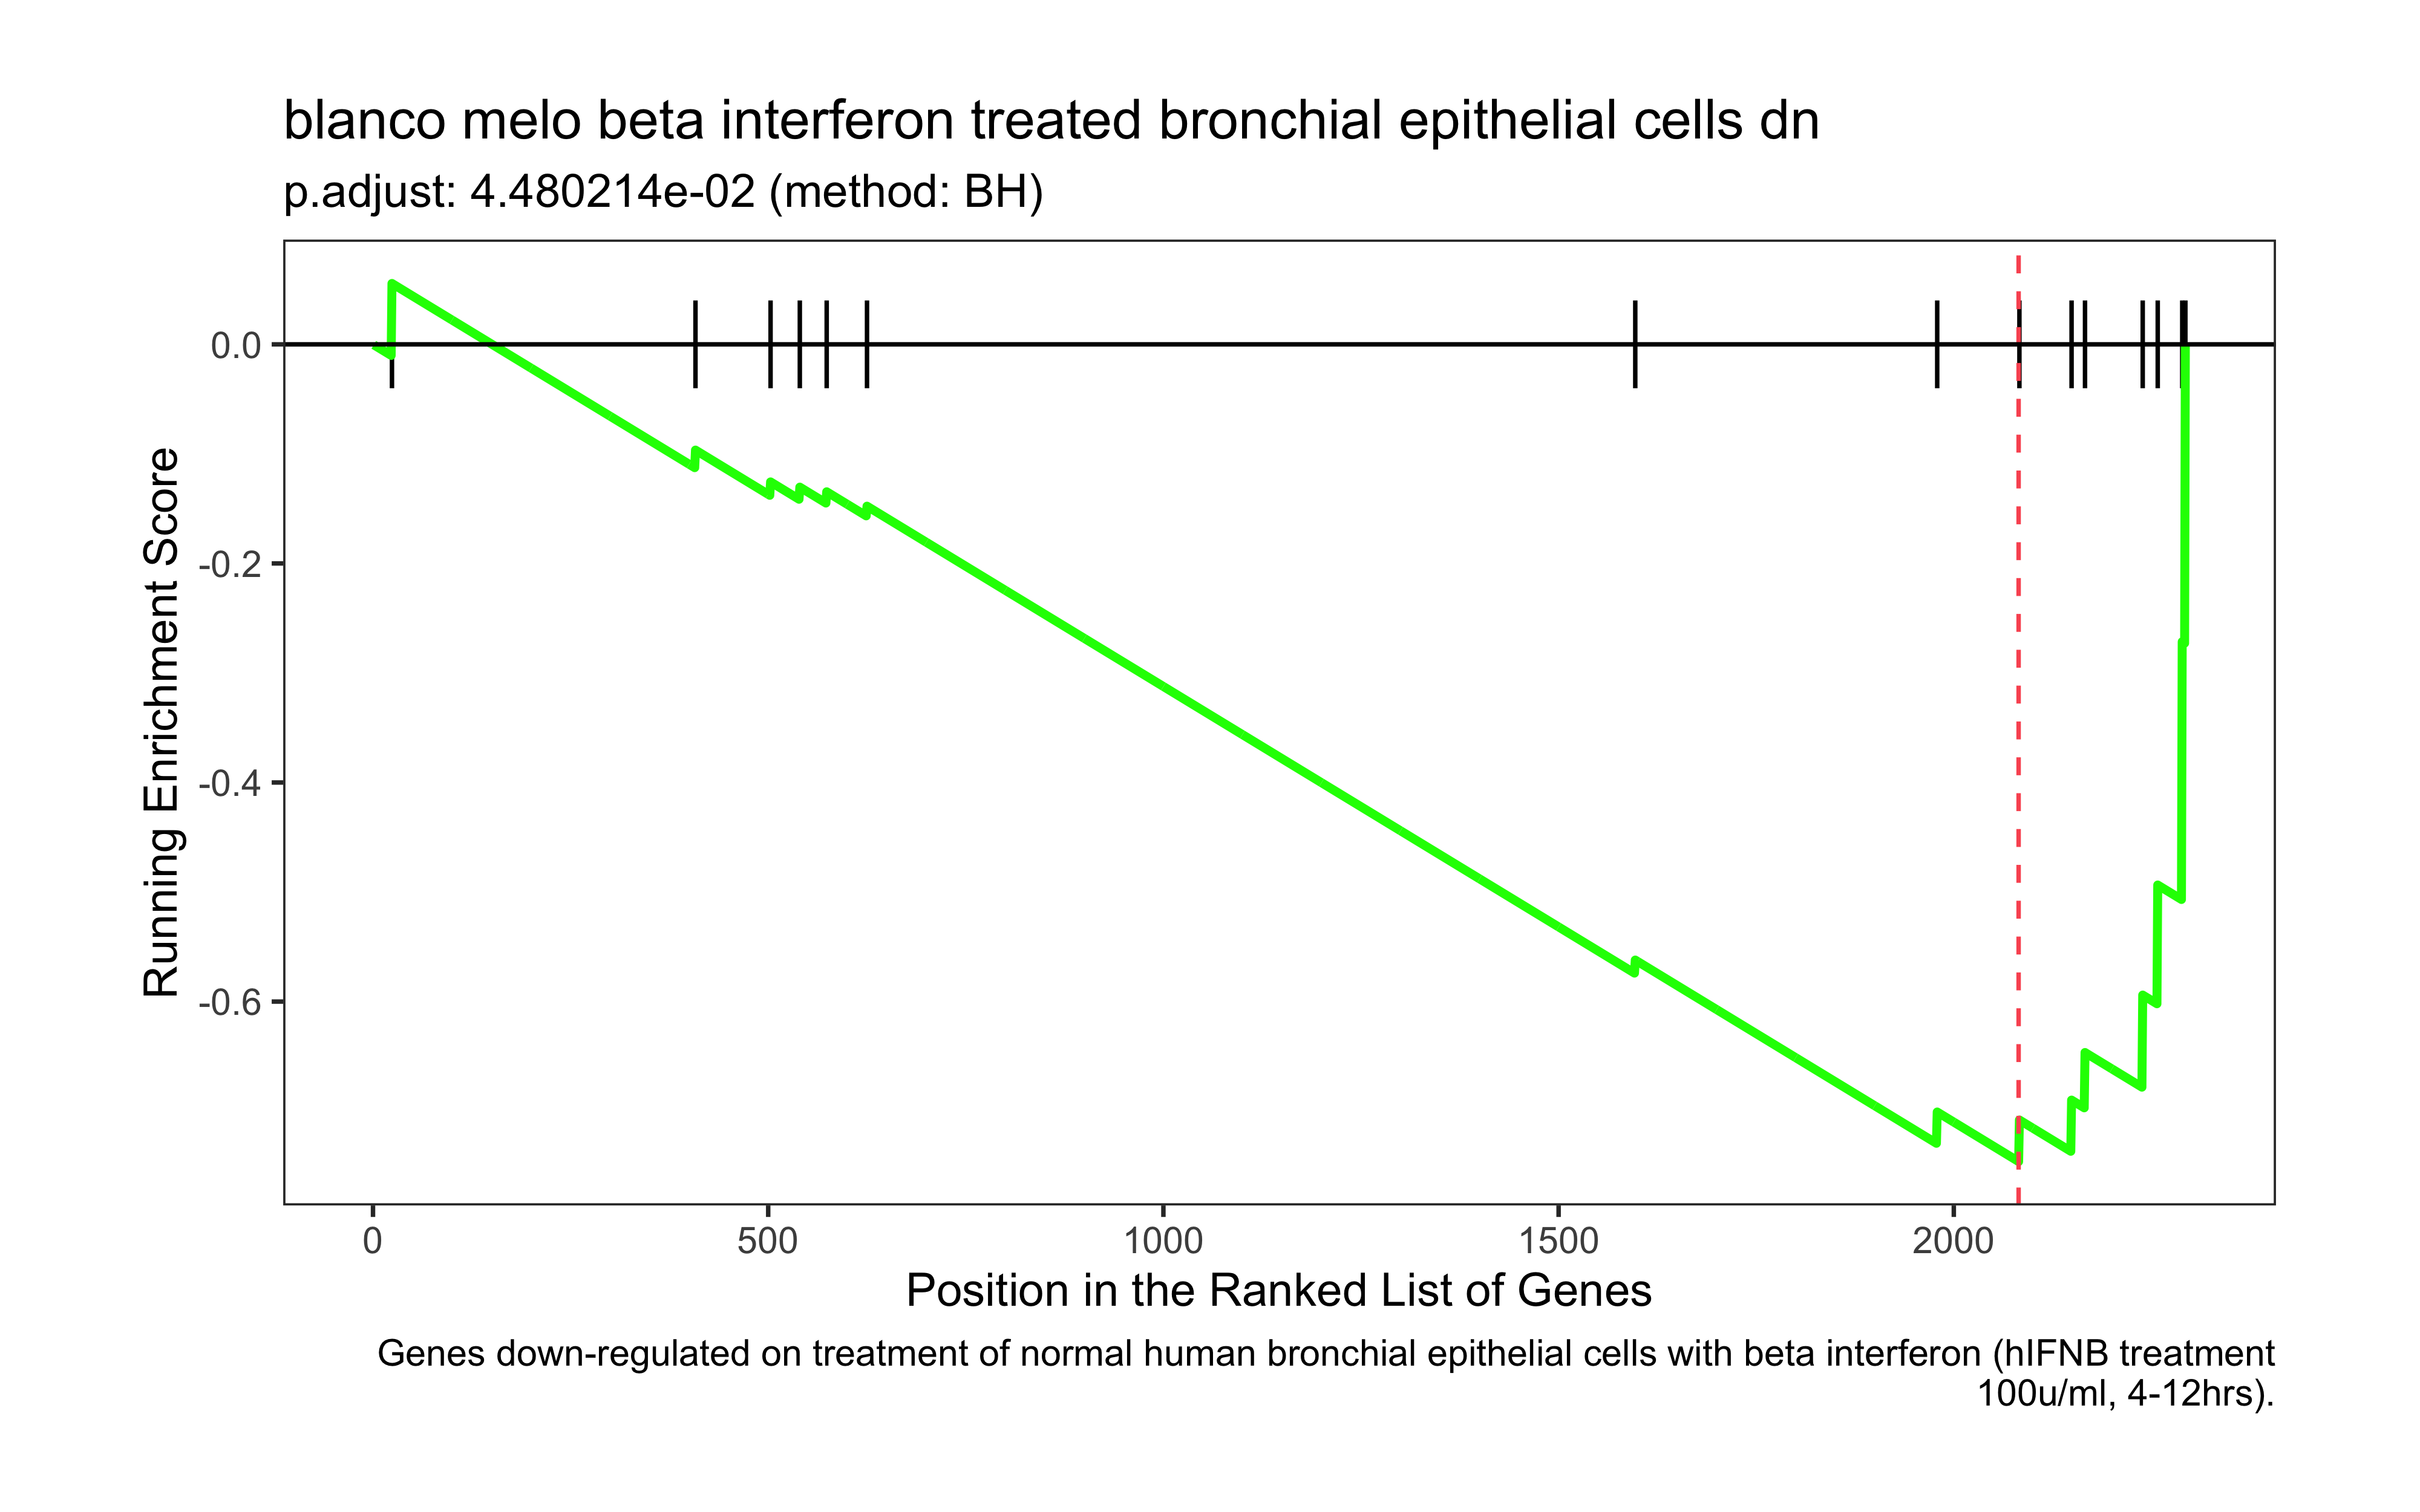 blanco melo beta interferon treated bronchial epithelial cells dn
p.adjust: 4.480214e-02 (method: BH)
Running Enrichment Score
0.0
-0.2
-0.4
-0.6
0
500
1000
1500
2000
Position in the Ranked List of Genes
Genes down-regulated on treatment of normal human bronchial epithelial cells with beta interferon (hIFNB treatment
100u/ml, 4-12hrs).